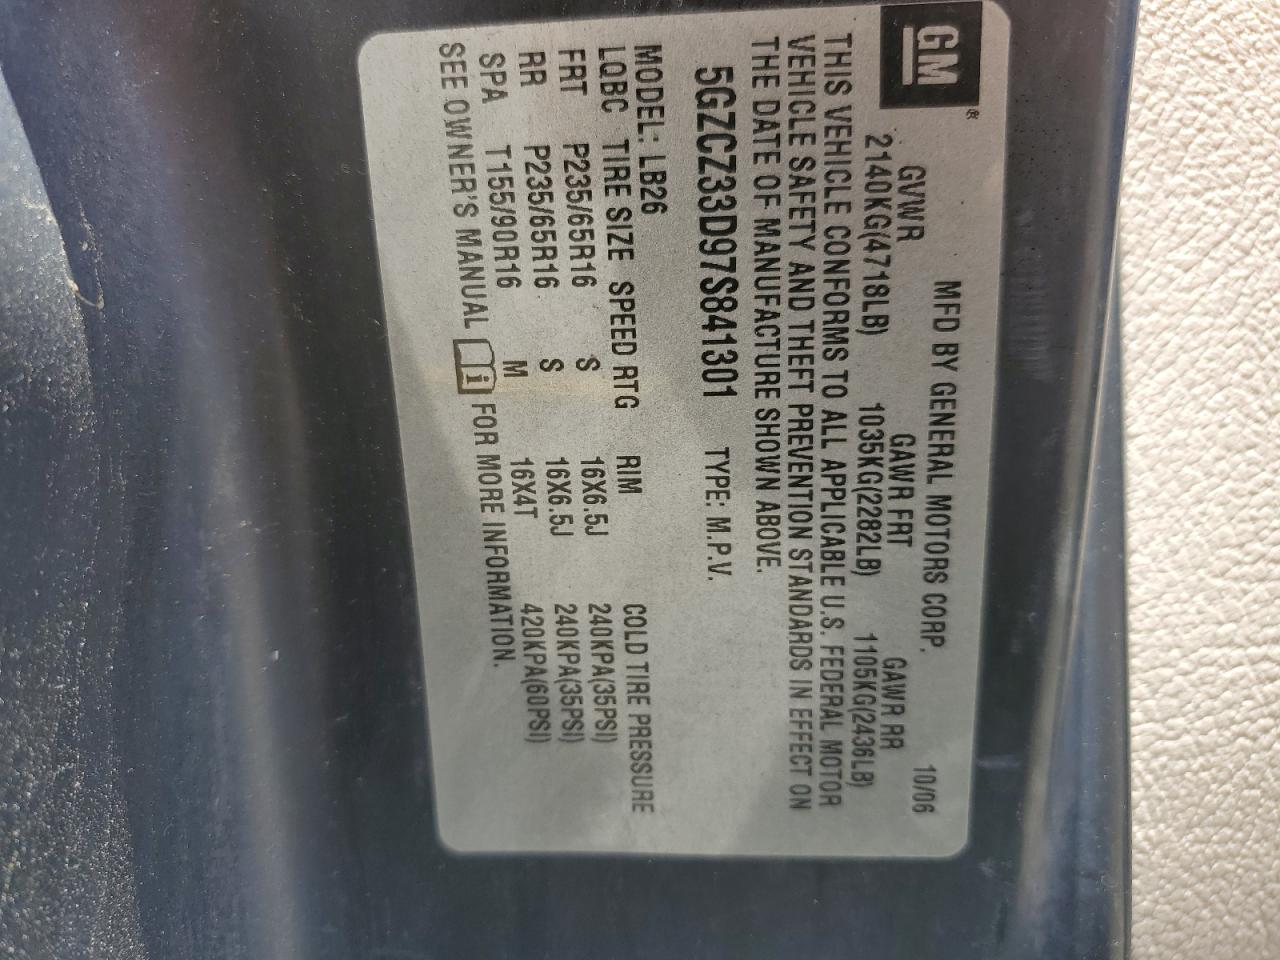 GM®
MFD BY GENERAL MOTORS CORP. 10/06
GVWR GAWR FRT GAWR RR
2140KG(4718LB) 1035KG(2282LB) 1105KG(2436LB)
THIS VEHICLE CONFORMS TO ALL APPLICABLE U.S. FEDERAL MOTOR
VEHICLE SAFETY AND THEFT PREVENTION STANDARDS IN EFFECT ON
THE DATE OF MANUFACTURE SHOWN ABOVE.
5GZCZ33D97S841301 TYPE: M.P.V.
MODEL: LB26
LQBC TIRE SIZE SPEED RTG RIM COLD TIRE PRESSURE
FRT P235/65R16 S 16X6.5J 240KPA(35PSI)
RR P235/65R16 S 16X6.5J 240KPA(35PSI)
SPA T155/90R16 M 16X4T 420KPA(60PSI)
SEE OWNER'S MANUAL i FOR MORE INFORMATION.